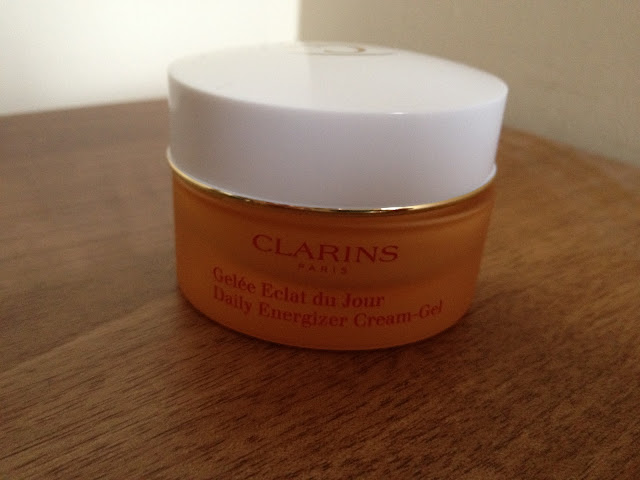 CLARINS
PARIS
Gelée Eclat du Jour
Daily Energizer Cream-Gel